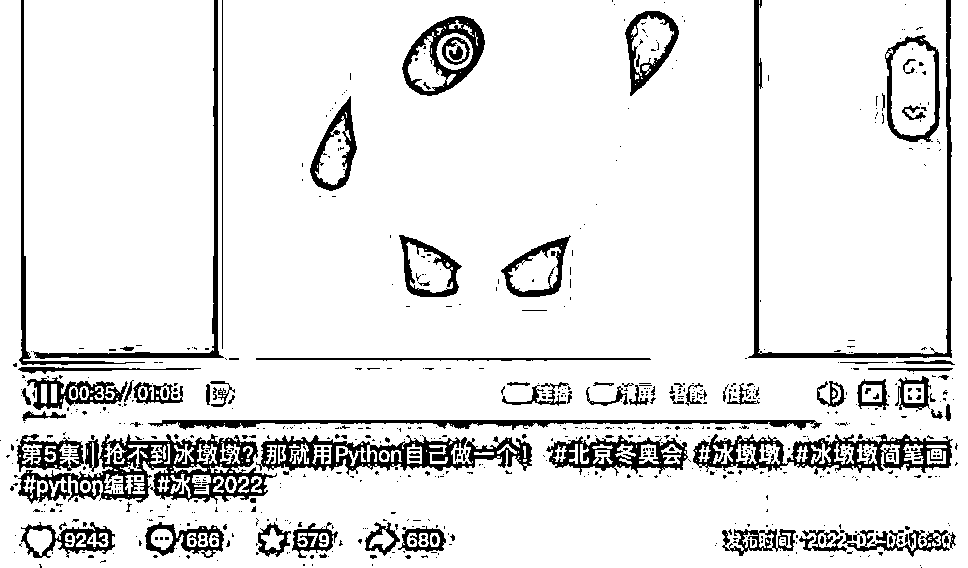 00:35 / 01:08 连播 清屏 智能 倍速
第5集 | 抢不到冰墩墩？那就用Python自己做一个！ #北京冬奥会 #冰墩墩 #冰墩墩简笔画
#python编程 #冰雪2022
9243 686 579 680 发布时间：2022-02-08 16:30